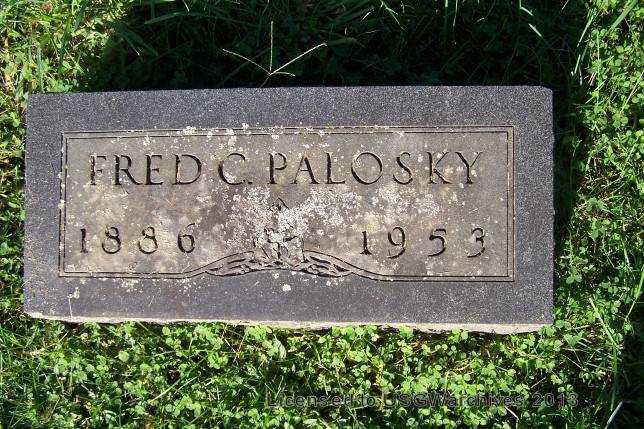 FRED C. PALOSKY
1886 1953
Licensed to USGWarchives 2013